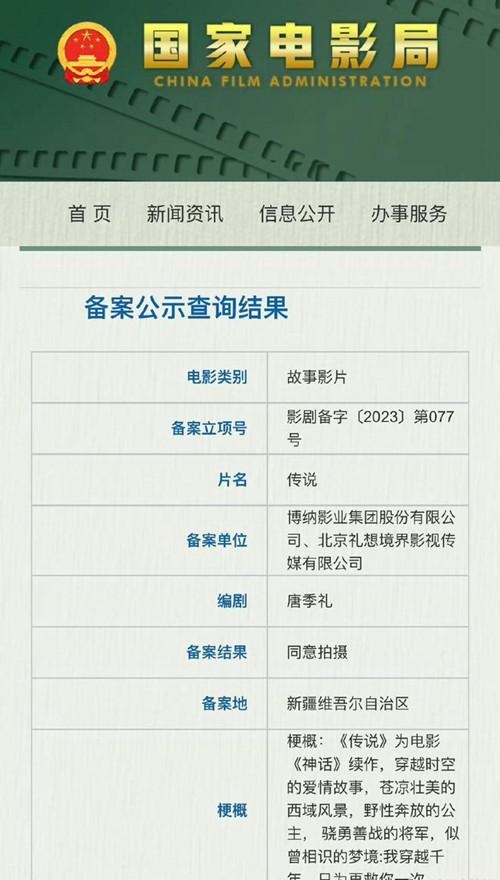 国家电影局
CHINA FILM ADMINISTRATION
首 页 新闻资讯 信息公开 办事服务
备案公示查询结果
电影类别 故事影片
备案立项号 影剧备字〔2023〕第077
号
片名 传说
备案单位 博纳影业集团股份有限公
司、北京礼想境界影视传
媒有限公司
编剧 唐季礼
备案结果 同意拍摄
备案地 新疆维吾尔自治区
梗概 梗概：《传说》为电影
《神话》续作，穿越时空
的爱情故事，苍凉壮美的
西域风景，野性奔放的公
主， 骁勇善战的将军，似
曾相识的梦境:我穿越千
年，只为再救你一次